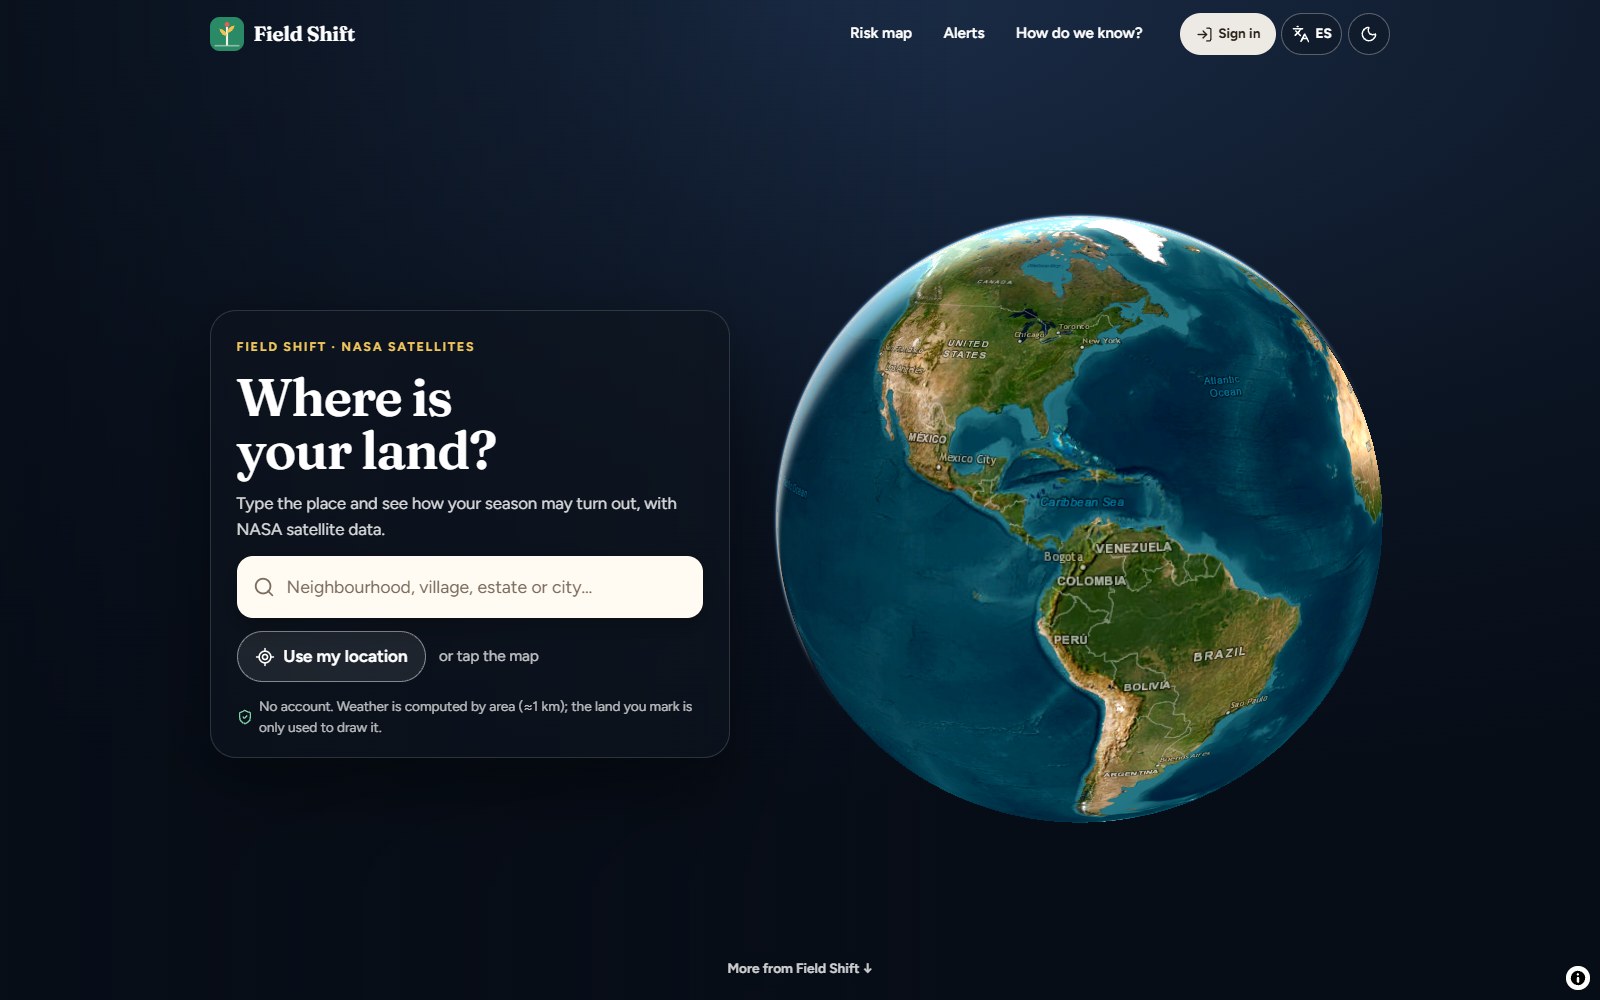 Field Shift
Risk map
Alerts
How do we know?
Sign in
ES
FIELD SHIFT · NASA SATELLITES
Where is
your land?
Type the place and see how your season may turn out, with
NASA satellite data.
Neighbourhood, village, estate or city...
Use my location
or tap the map
No account. Weather is computed by area (≈1 km); the land you mark is
only used to draw it.
CANADA
Chicago
Toronto
New York
UNITED
STATES
Atlantic
Ocean
MÉXICO
Mexico City
Caribbean Sea
Bogota
VENEZUELA
COLOMBIA
PERÚ
BRAZIL
BOLIVIA
Sao Paulo
Buenos Aires
ARGENTINA
More from Field Shift ↓